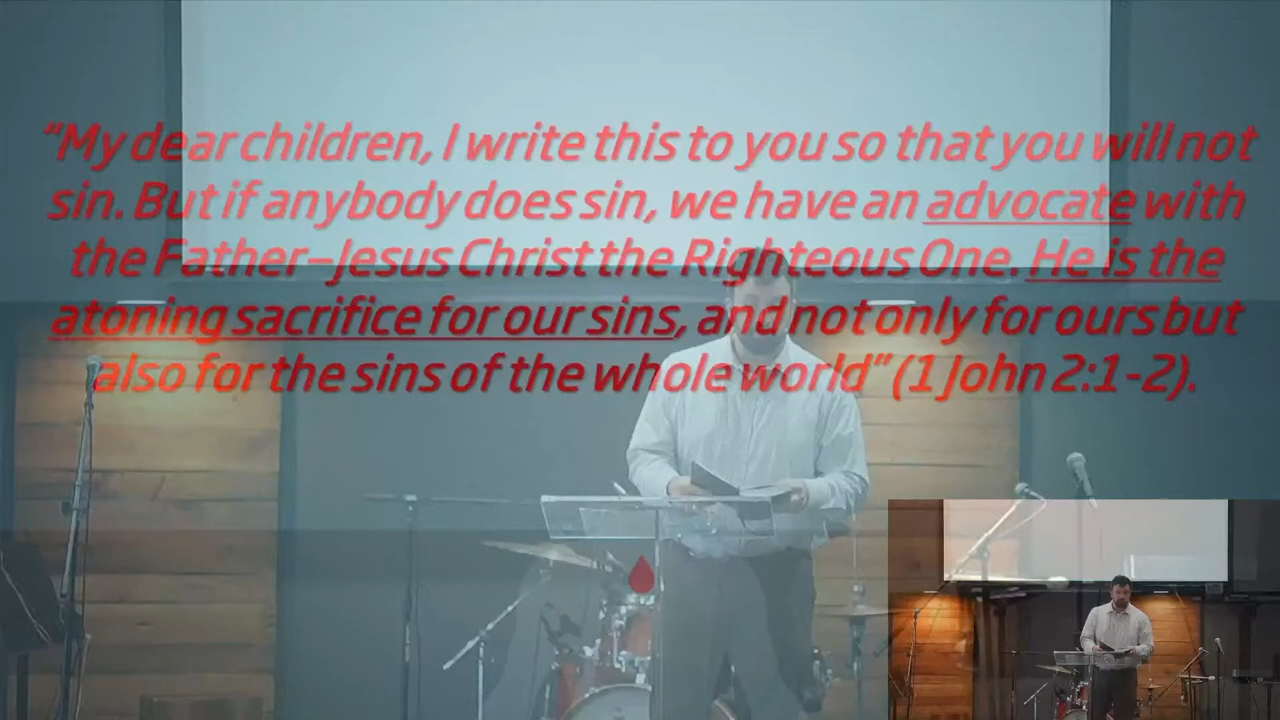 “My dear children, I write this to you so that you will not
sin. But if anybody does sin, we have an advocate with
the Father–Jesus Christ the Righteous One. He is the
atoning sacrifice for our sins, and not only for ours but
also for the sins of the whole world” (1 John 2:1-2).